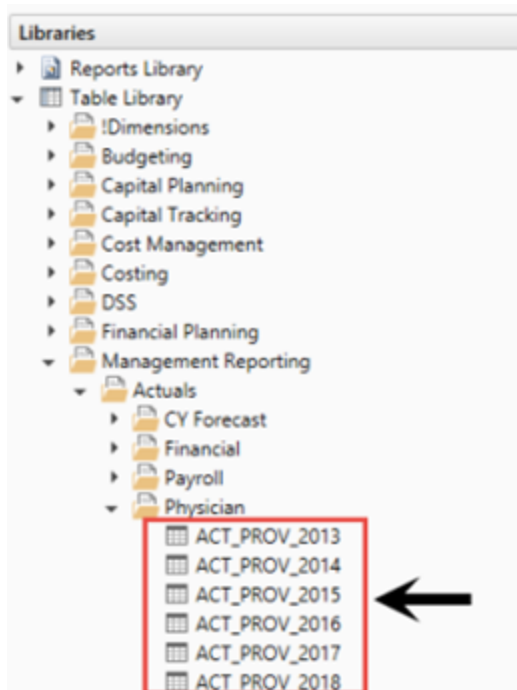 Libraries
Reports Library
Table Library
!Dimensions
Budgeting
Capital Planning
Capital Tracking
Cost Management
Costing
DSS
Financial Planning
Management Reporting
Actuals
CY Forecast
Financial
Payroll
Physician
ACT_PROV_2013
ACT_PROV_2014
ACT_PROV_2015
ACT_PROV_2016
ACT_PROV_2017
ACT_PROV_2018